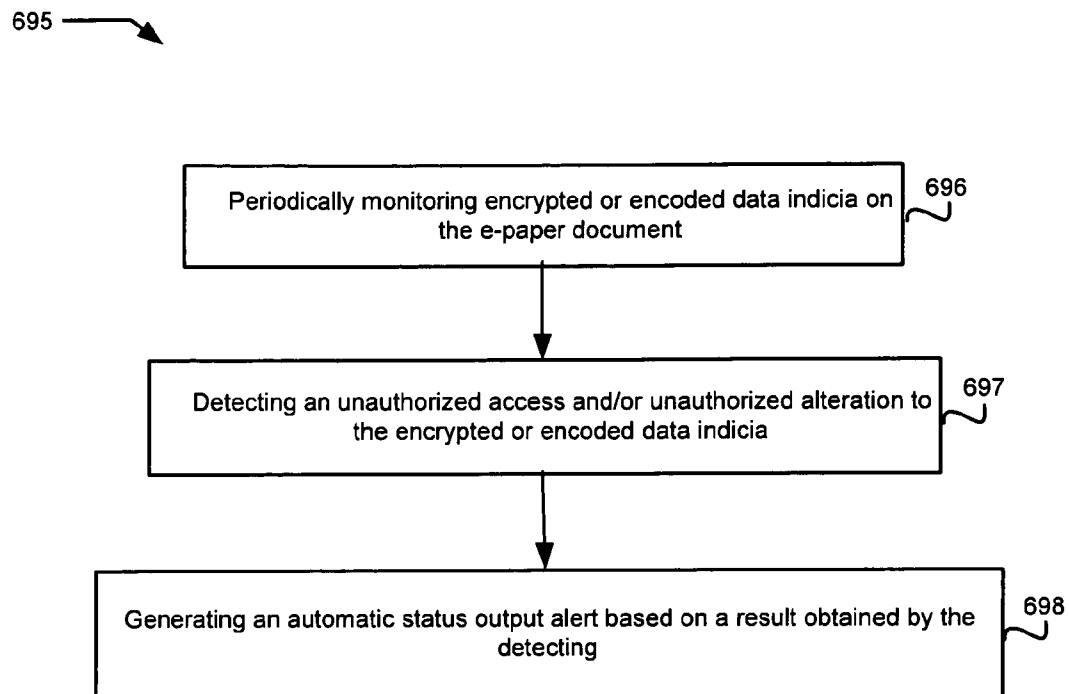 695
Periodically monitoring encrypted or encoded data indicia on
the e-paper document
696
Detecting an unauthorized access and/or unauthorized alteration to
the encrypted or encoded data indicia
697
Generating an automatic status output alert based on a result obtained by the
detecting
698